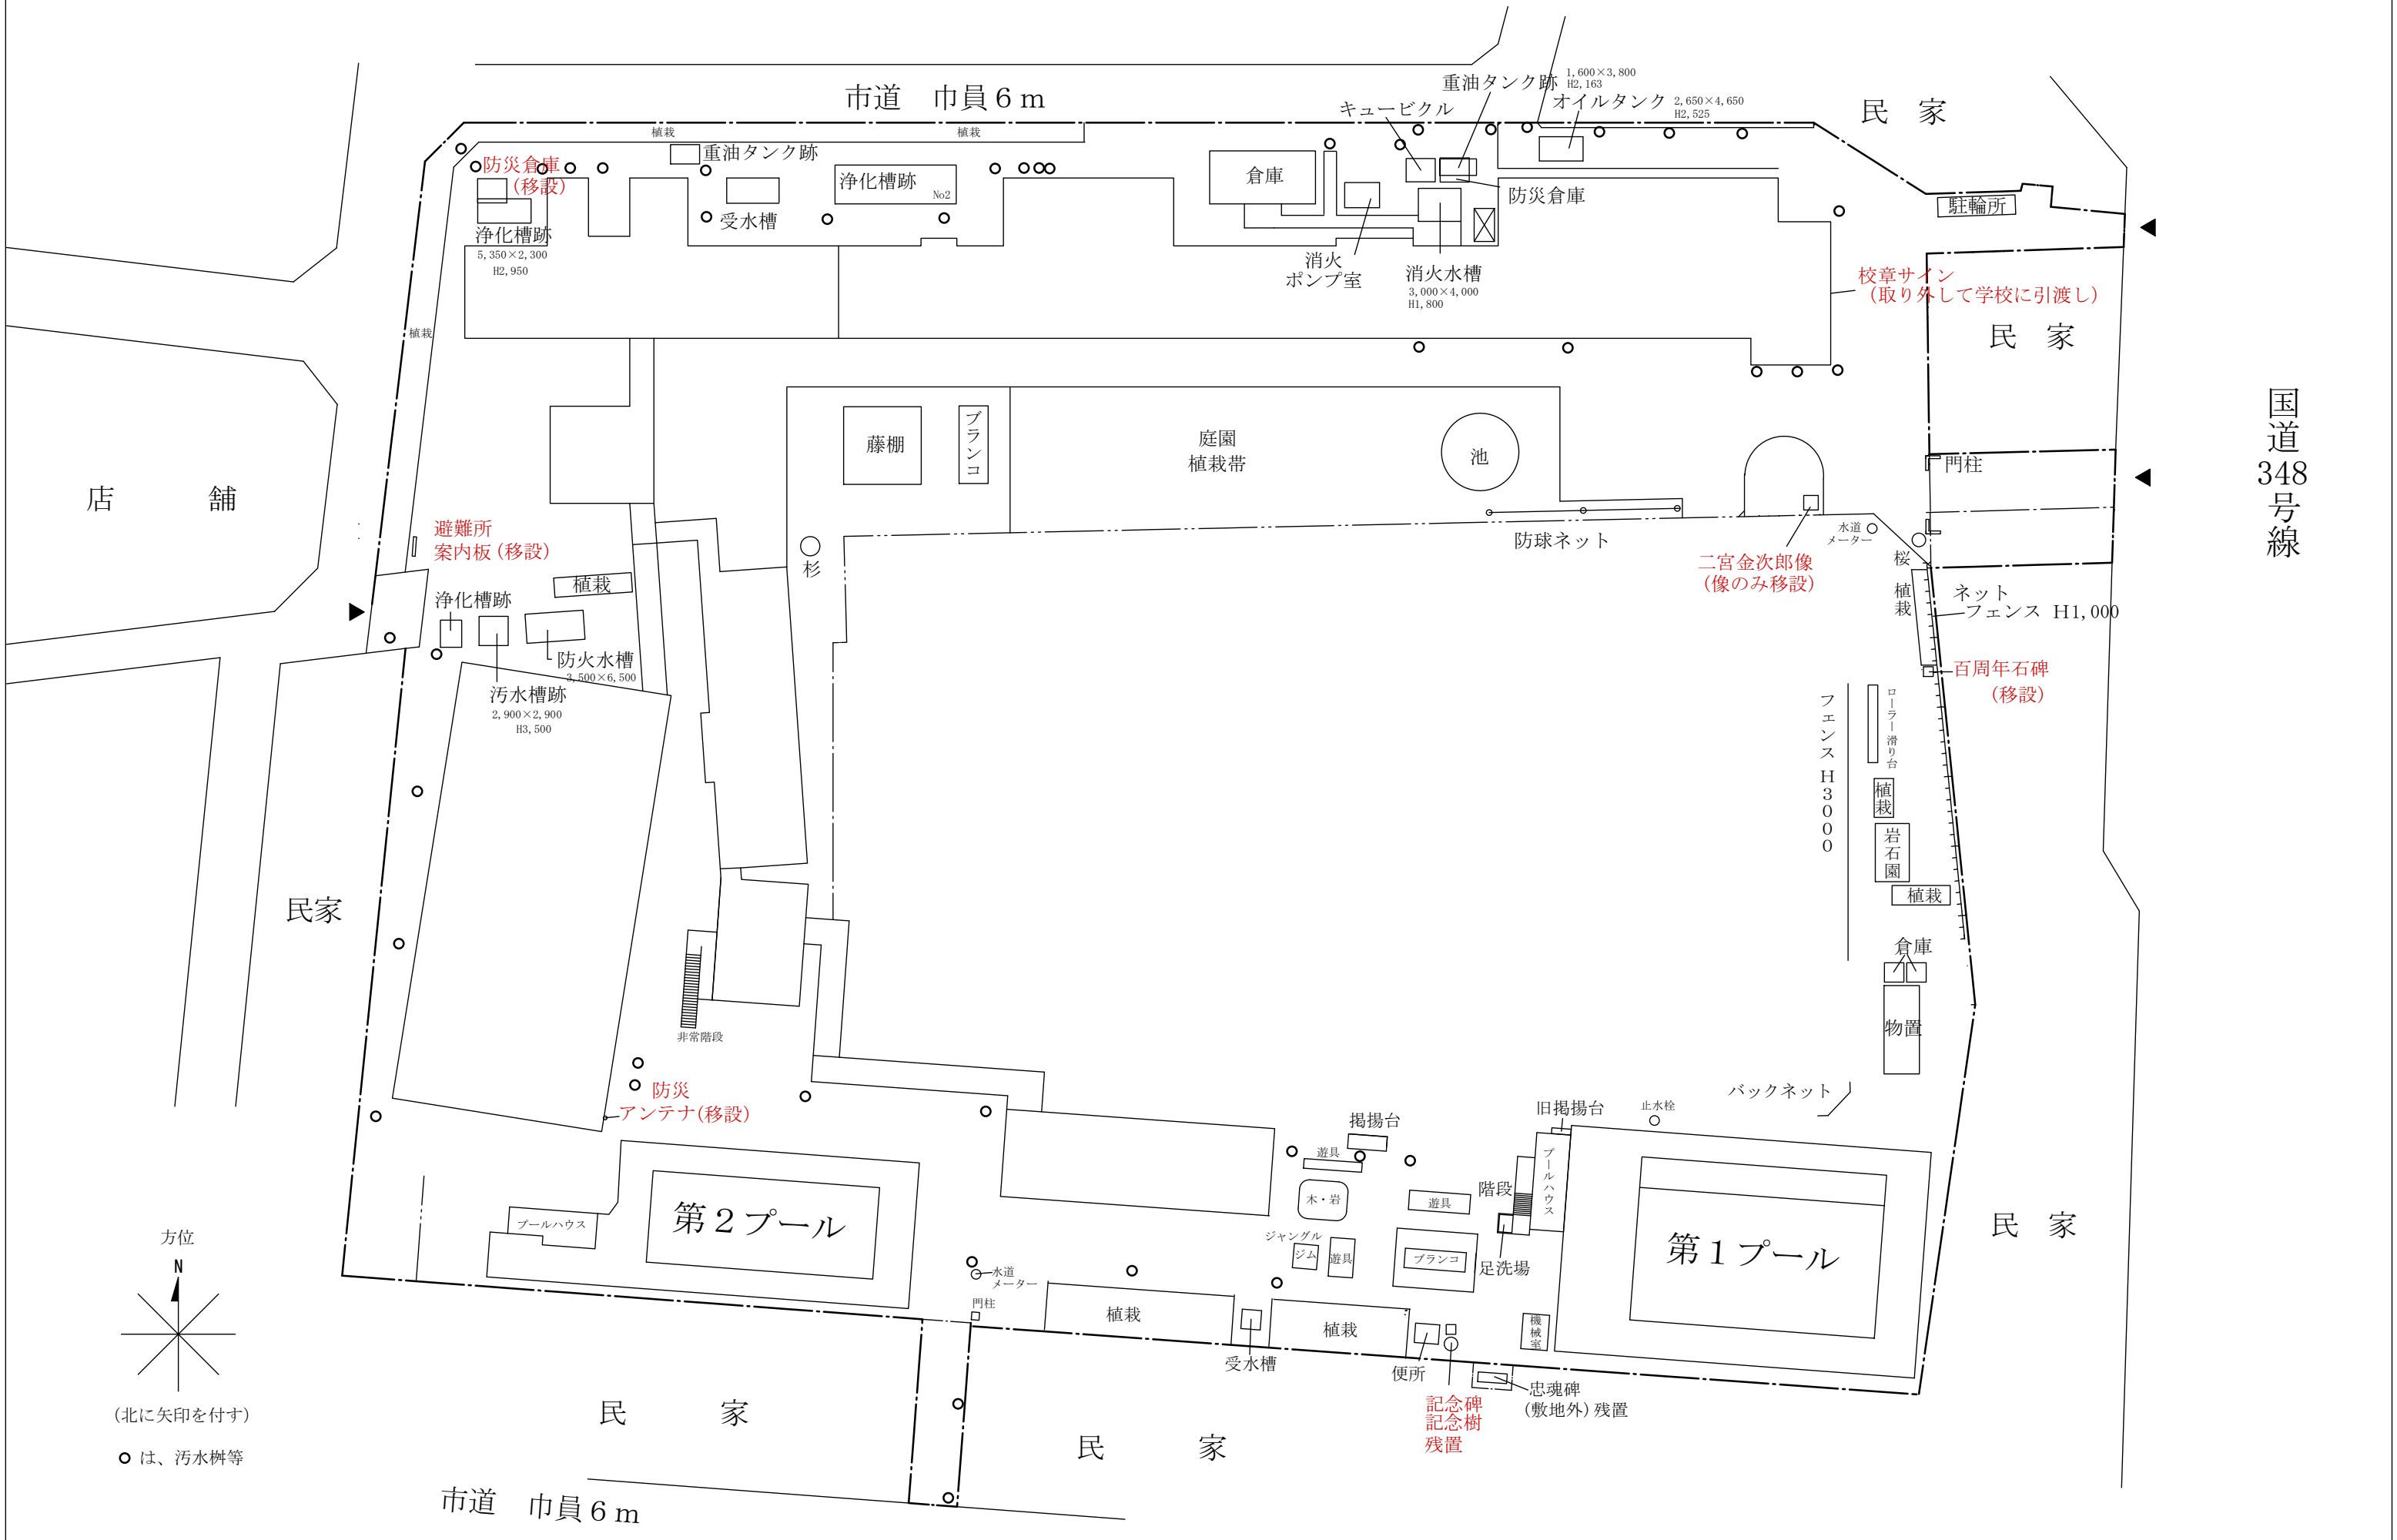 市道　巾員６ｍ
植栽
植栽
重油タンク跡
1,600×3,800
H2,163
オイルタンク
2,650×4,650
H2,525
キュービクル
民　家
防災倉庫
（移設）
重油タンク跡
浄化槽跡
No2
受水槽
倉庫
防災倉庫
駐輪所
浄化槽跡
5,350×2,300
H2,950
消火
ポンプ室
消火水槽
3,000×4,000
H1,800
校章サイン
（取り外して学校に引渡し）
植栽
民　家
国道348号線
藤棚
ブランコ
庭園
植栽帯
池
門柱
店　舗
避難所
案内板（移設）
杉
防球ネット
水道
メーター
桜
二宮金次郎像
（像のみ移設）
植栽
ネット
フェンス H1,000
植栽
浄化槽跡
防火水槽
3,500×6,500
汚水槽跡
2,900×2,900
H3,500
百周年石碑
（移設）
フェンスＨ３０００
ローラー滑り台
植栽
岩石園
植栽
民家
倉庫
物置
非常階段
防災
アンテナ（移設）
バックネット
掲揚台
旧掲揚台
止水栓
遊具
木・岩
遊具
階段
プールハウス
第２プール
プールハウス
ジャングル
ジム
遊具
ブランコ
足洗場
第１プール
民　家
方位
N
水道
メーター
門柱
植栽
植栽
機械室
受水槽
便所
忠魂碑
（敷地外）残置
記念碑
記念樹
残置
（北に矢印を付す）
は、汚水桝等
民　家
民　家
市道　巾員６ｍ